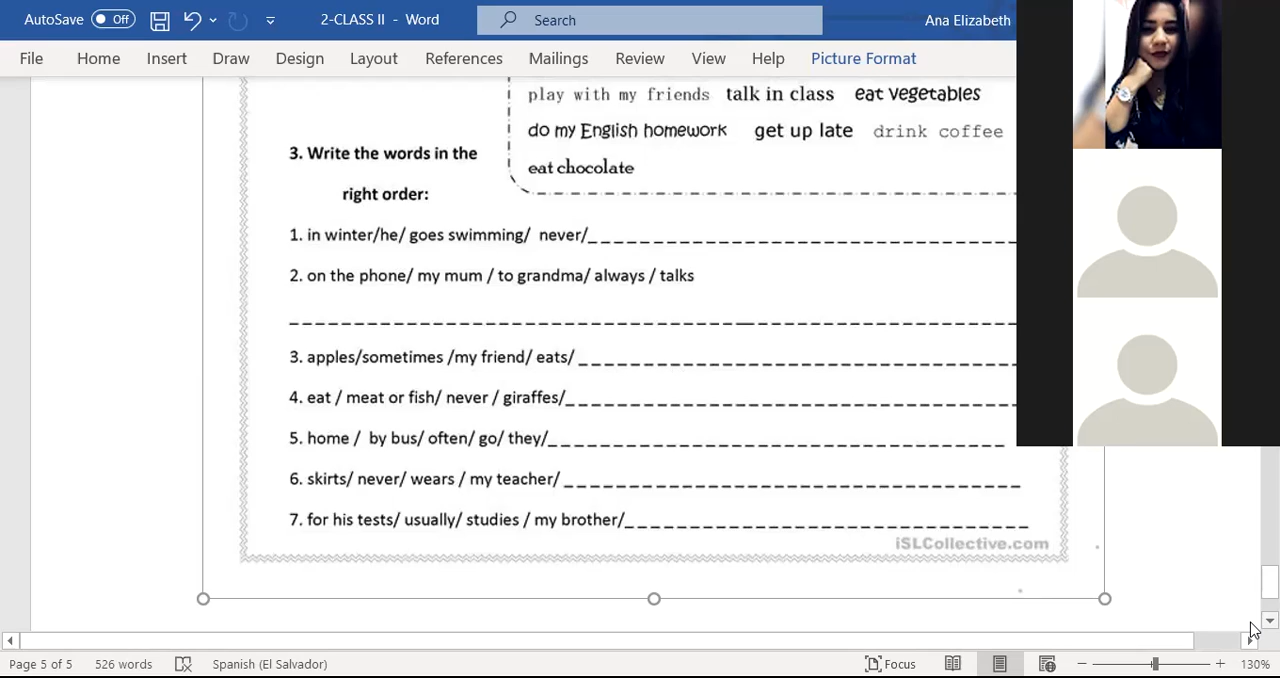 AutoSave Off 2-CLASS II - Word Search Ana Elizabeth
File Home Insert Draw Design Layout References Mailings Review View Help Picture Format
play with my friends talk in class eat vegetables
do my English homework get up late drink coffee
3. Write the words in the
eat chocolate
right order:
1. in winter/he/ goes swimming/ never/
2. on the phone/ my mum / to grandma/ always / talks
3. apples/sometimes /my friend/ eats/
4. eat / meat or fish/ never / giraffes/
5. home / by bus/ often/ go/ they/
6. skirts/ never/ wears / my teacher/
7. for his tests/ usually/ studies / my brother/
iSLCollective.com
Page 5 of 5 526 words Spanish (El Salvador) Focus 130%